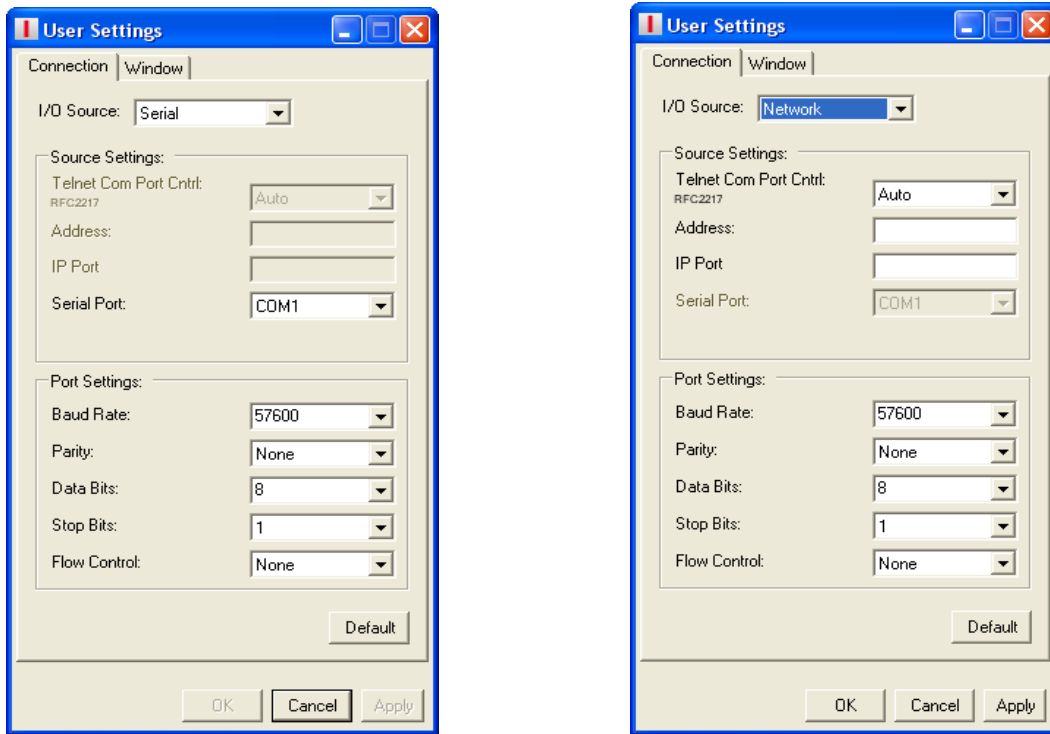 User Settings
Connection Window
I/O Source: Serial
Source Settings:
Telnet Com Port Cntrl:
RFC2217
Auto
Address:
IP Port
Serial Port: COM1
Port Settings:
Baud Rate: 57600
Parity: None
Data Bits: 8
Stop Bits: 1
Flow Control: None
Default
OK Cancel Apply
User Settings
Connection Window
I/O Source: Network
Source Settings:
Telnet Com Port Cntrl:
RFC2217
Auto
Address:
IP Port
Serial Port: COM1
Port Settings:
Baud Rate: 57600
Parity: None
Data Bits: 8
Stop Bits: 1
Flow Control: None
Default
OK Cancel Apply